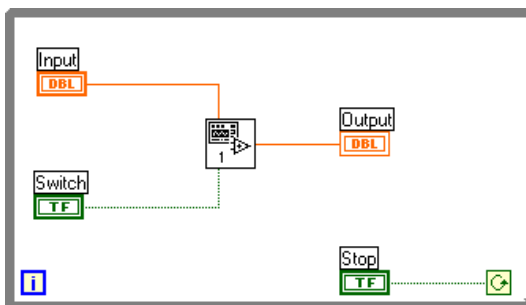 Input
DBL
Output
1
DBL
Switch
TF
Stop
i
TF